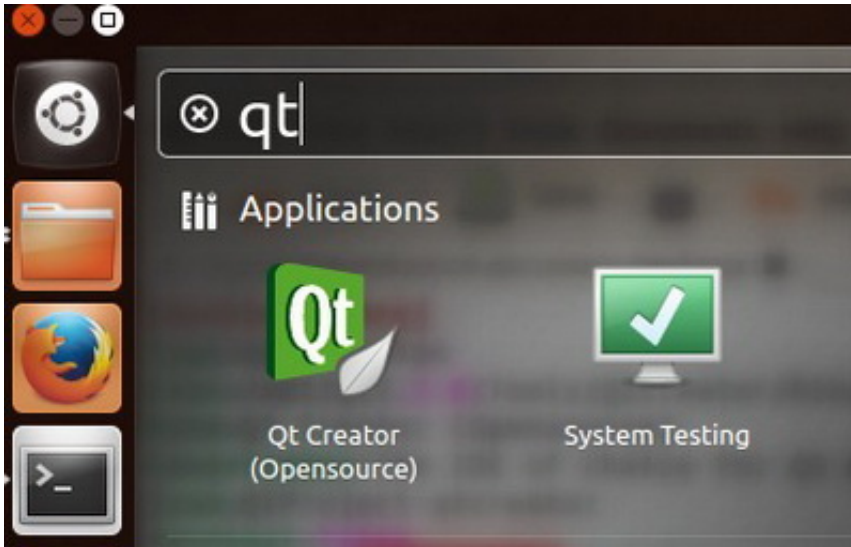 qt
Applications
Qt
Qt Creator
(Opensource)
System Testing
>_